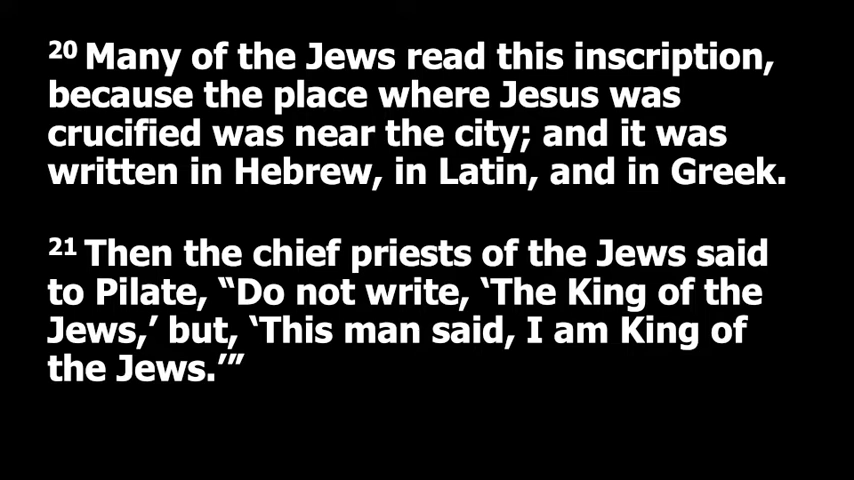 20 Many of the Jews read this inscription,
because the place where Jesus was
crucified was near the city; and it was
written in Hebrew, in Latin, and in Greek.
21 Then the chief priests of the Jews said
to Pilate, “Do not write, ‘The King of the
Jews,’ but, ‘This man said, I am King of
the Jews.’”